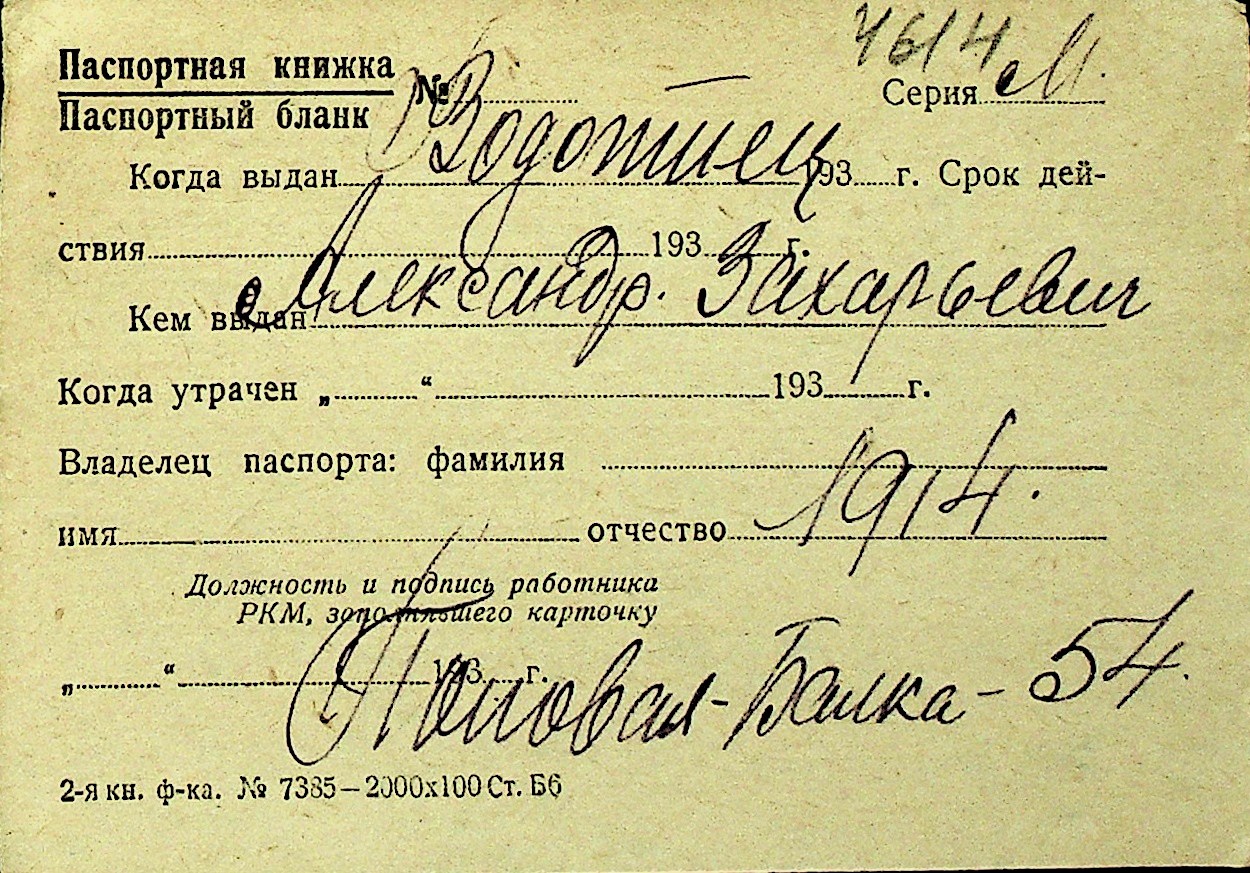 4614
Паспортная книжка № Серия М.
Паспортный бланк
Водотиец
Когда выдан 193 г. Срок дей-
ствия 193 г.
Александр. Захарьевич
Кем выдан
Когда утрачен „ “ 193 г.
Владелец паспорта: фамилия
1914.
имя отчество
Должность и подпись работника
РКМ, заполнявшего карточку
„ “ 193 г.
Поповая-Балка-54.
2-я кн. ф-ка. № 7385—2000х100 Ст. Б6